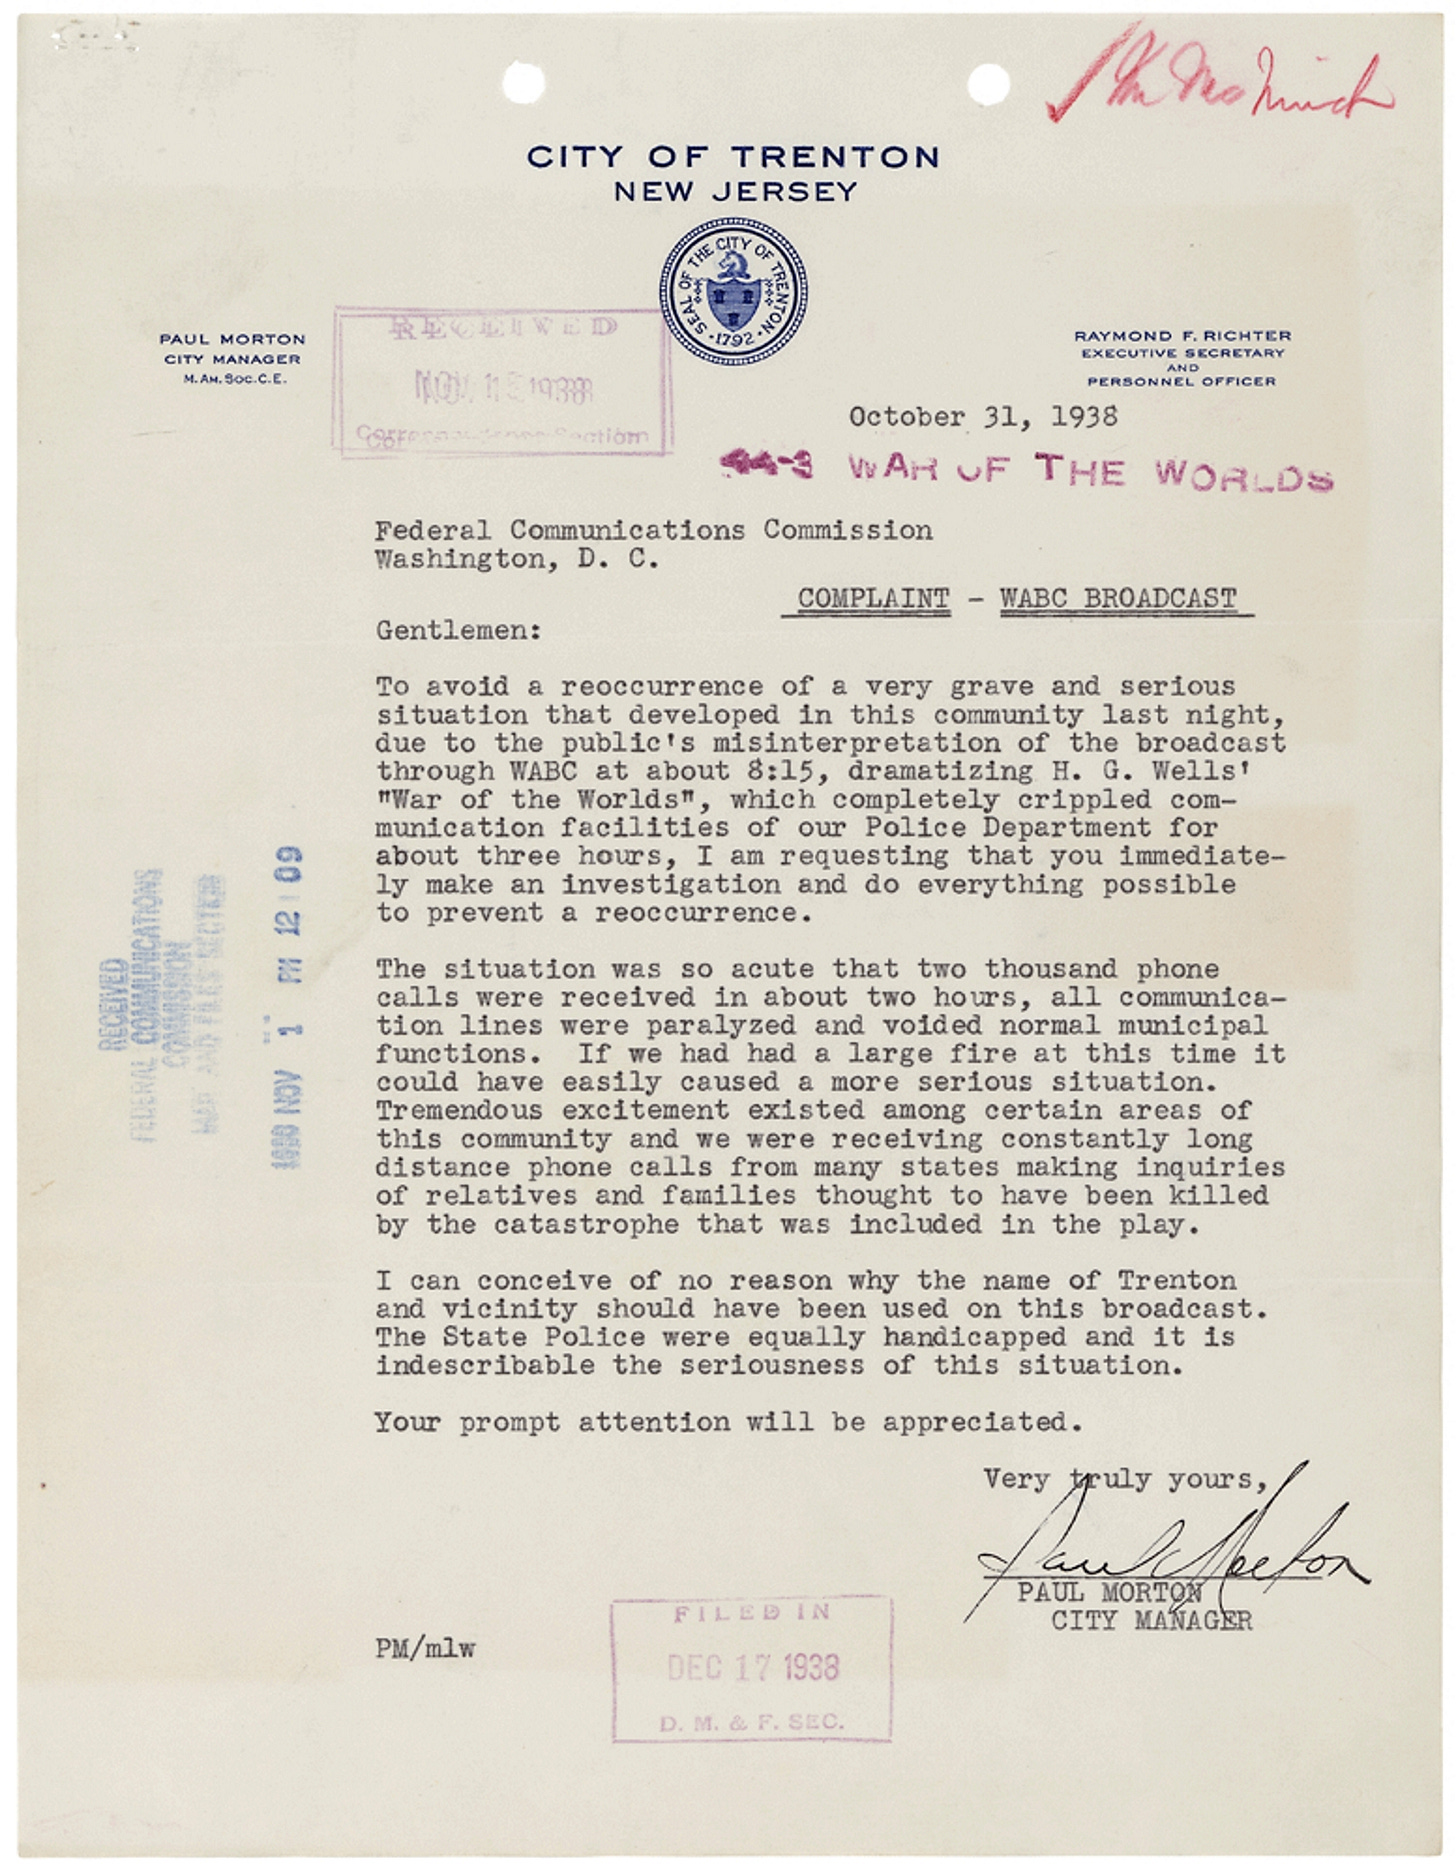 Mc Ninch
CITY OF TRENTON
NEW JERSEY
SEAL OF THE CITY OF TRENTON
·1792·
PAUL MORTON
CITY MANAGER
M. AM. SOC. C. E.
RECEIVED
NOV 1938
Correspondence Section
RAYMOND F. RICHTER
EXECUTIVE SECRETARY
AND
PERSONNEL OFFICER
October 31, 1938
44-3 WAR OF THE WORLDS
Federal Communications Commission
Washington, D. C.
COMPLAINT - WABC BROADCAST
Gentlemen:
To avoid a reoccurrence of a very grave and serious
situation that developed in this community last night,
due to the public's misinterpretation of the broadcast
through WABC at about 8:15, dramatizing H. G. Wells'
"War of the Worlds", which completely crippled com-
munication facilities of our Police Department for
about three hours, I am requesting that you immediate-
ly make an investigation and do everything possible
to prevent a reoccurrence.
The situation was so acute that two thousand phone
calls were received in about two hours, all communica-
tion lines were paralyzed and voided normal municipal
functions.  If we had had a large fire at this time it
could have easily caused a more serious situation.
Tremendous excitement existed among certain areas of
this community and we were receiving constantly long
distance phone calls from many states making inquiries
of relatives and families thought to have been killed
by the catastrophe that was included in the play.
I can conceive of no reason why the name of Trenton
and vicinity should have been used on this broadcast.
The State Police were equally handicapped and it is
indescribable the seriousness of this situation.
Your prompt attention will be appreciated.
Very truly yours,
Paul Morton
PAUL MORTON
CITY MANAGER
PM/mlw
RECEIVED
FEDERAL COMMUNICATIONS
COMMISSION
MAIL AND FILES SECTION
1938 NOV 1 PM 12 09
FILED IN
DEC 17 1938
D. M. & F. SEC.